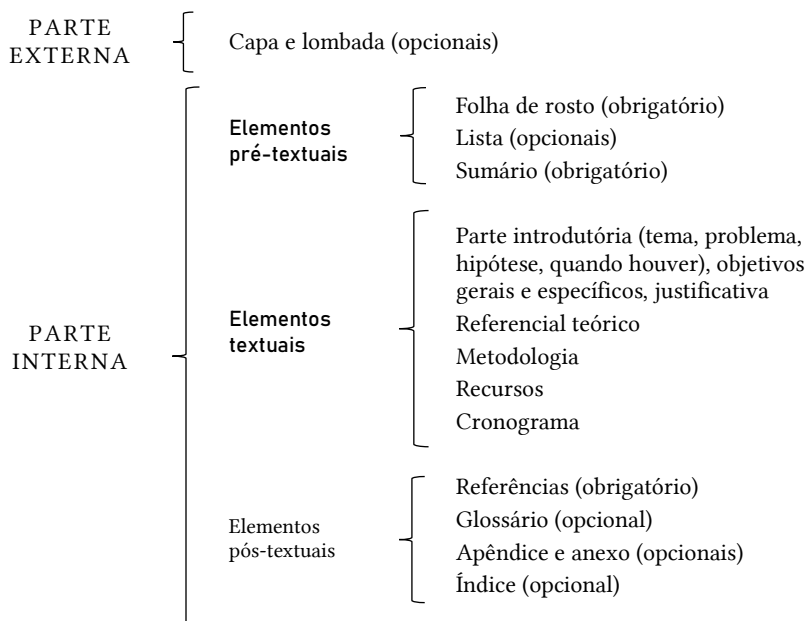 PARTE
EXTERNA
Capa e lombada (opcionais)
PARTE
INTERNA
Elementos
pré-textuais
Folha de rosto (obrigatório)
Lista (opcionais)
Sumário (obrigatório)
Elementos
textuais
Parte introdutória (tema, problema,
hipótese, quando houver), objetivos
gerais e específicos, justificativa
Referencial teórico
Metodologia
Recursos
Cronograma
Elementos
pós-textuais
Referências (obrigatório)
Glossário (opcional)
Apêndice e anexo (opcionais)
Índice (opcional)